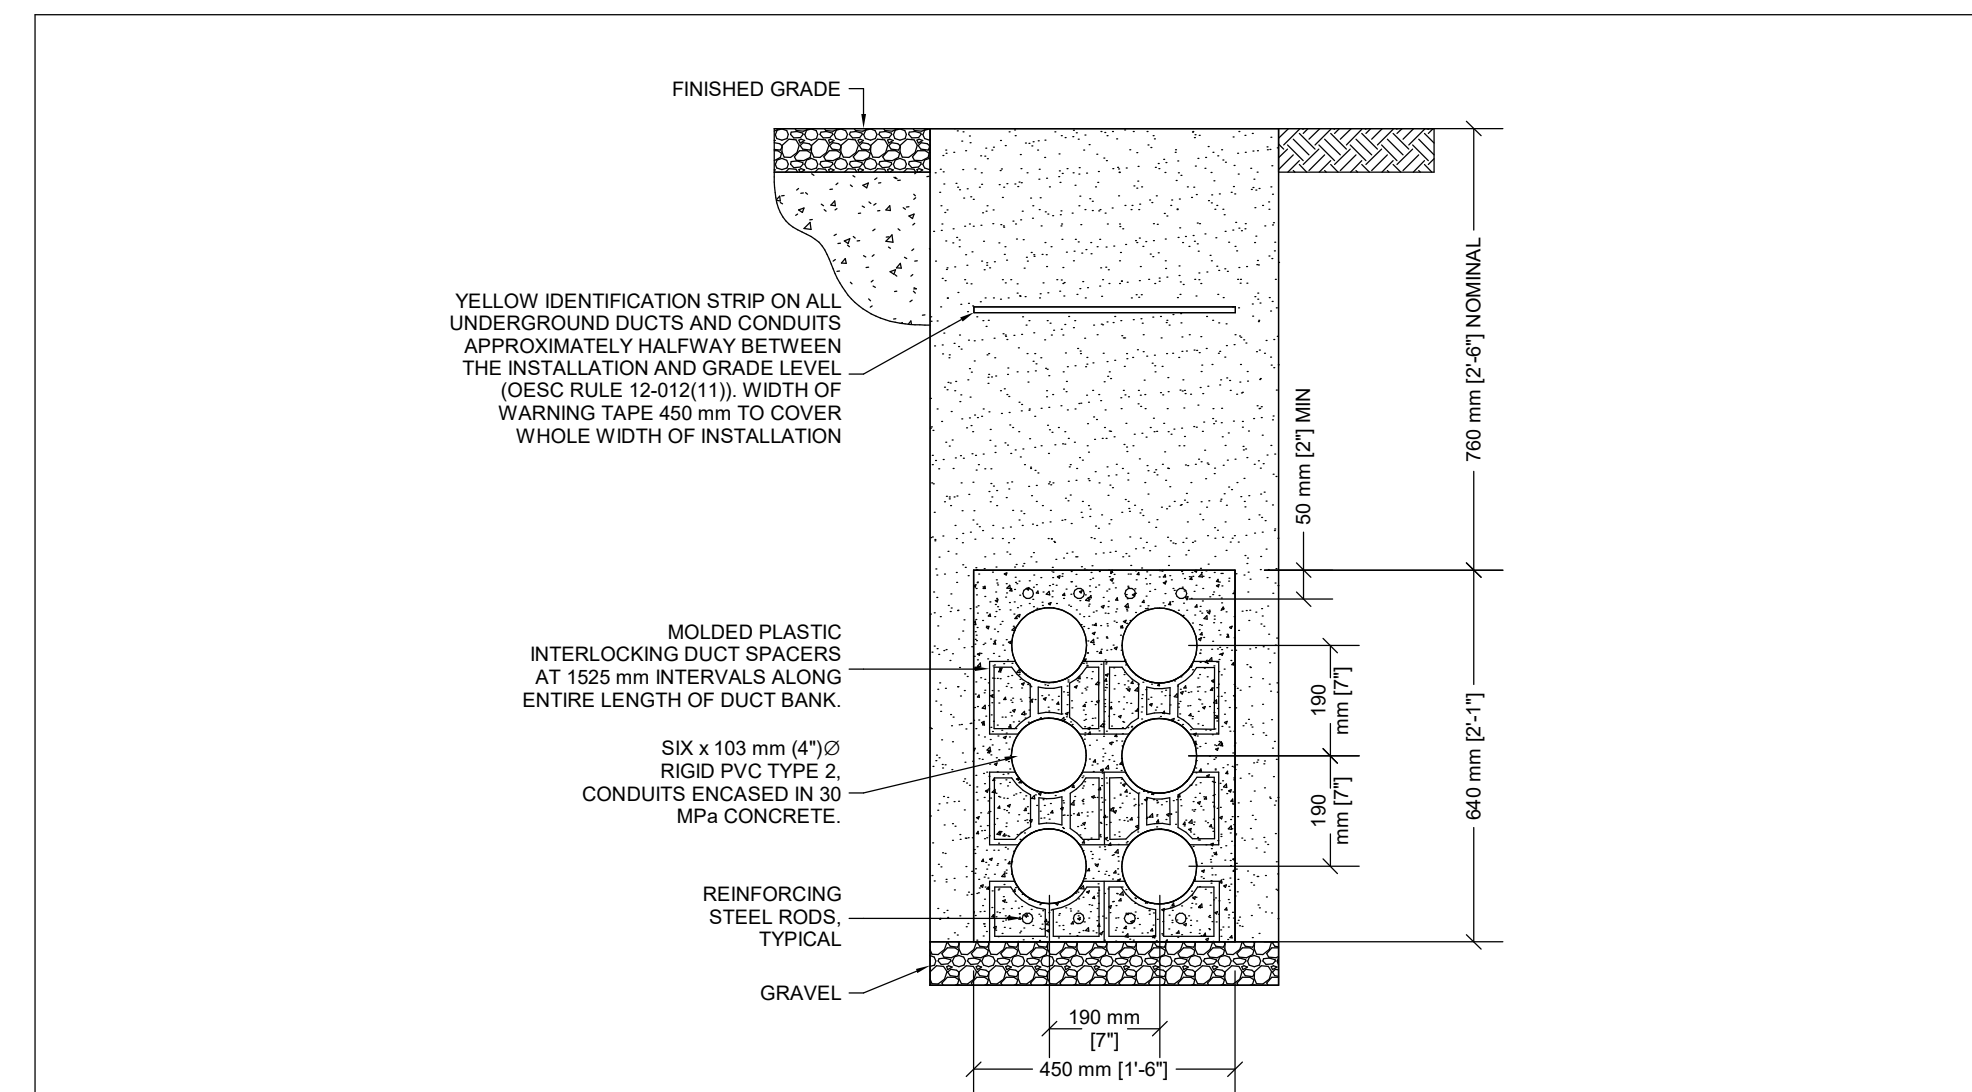 FINISHED GRADE
YELLOW IDENTIFICATION STRIP ON ALL
UNDERGROUND DUCTS AND CONDUITS
APPROXIMATELY HALFWAY BETWEEN
THE INSTALLATION AND GRADE LEVEL
(OESC RULE 12-012(11)). WIDTH OF
WARNING TAPE 450 mm TO COVER
WHOLE WIDTH OF INSTALLATION
760 mm [2'-6"] NOMINAL
50 mm [2"] MIN
MOLDED PLASTIC
INTERLOCKING DUCT SPACERS
AT 1525 mm INTERVALS ALONG
ENTIRE LENGTH OF DUCT BANK.
190
mm [7"]
SIX x 103 mm (4")Ø
RIGID PVC TYPE 2,
CONDUITS ENCASED IN 30
MPa CONCRETE.
190
mm [7"]
640 mm [2'-1"]
REINFORCING
STEEL RODS,
TYPICAL
GRAVEL
190 mm
[7"]
450 mm [1'-6"]